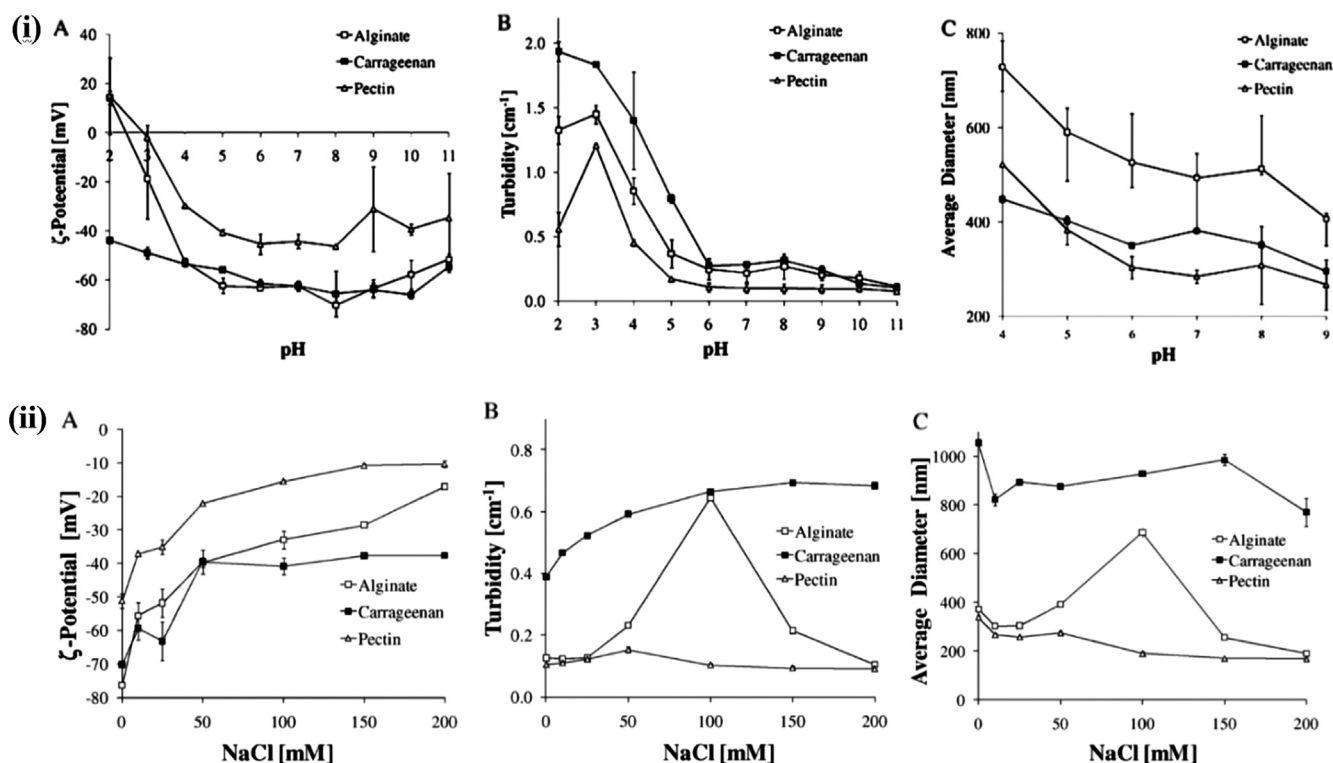 (i) A
Alginate
Carrageenan
Pectin
40
20
0
-20
-40
-60
-80
2 3 4 5 6 7 8 9 10 11
ζ-Poteential [mV]
pH
B
Alginate
Carrageenan
Pectin
2.0
1.5
1.0
0.5
0.0
2 3 4 5 6 7 8 9 10 11
Turbidity [cm⁻¹]
pH
C
Alginate
Carrageenan
Pectin
800
600
400
200
4 5 6 7 8 9
Average Diameter [nm]
pH
(ii) A
0
-10
-20
-30
-40
-50
-60
-70
-80
0 50 100 150 200
Alginate
Carrageenan
Pectin
ζ-Potential [mV]
NaCl [mM]
B
0.8
0.6
0.4
0.2
0.0
0 50 100 150 200
Alginate
Carrageenan
Pectin
Turbidity [cm⁻¹]
NaCl [mM]
C
1000
800
600
400
200
0
0 50 100 150 200
Alginate
Carrageenan
Pectin
Average Diameter [nm]
NaCl [mM]